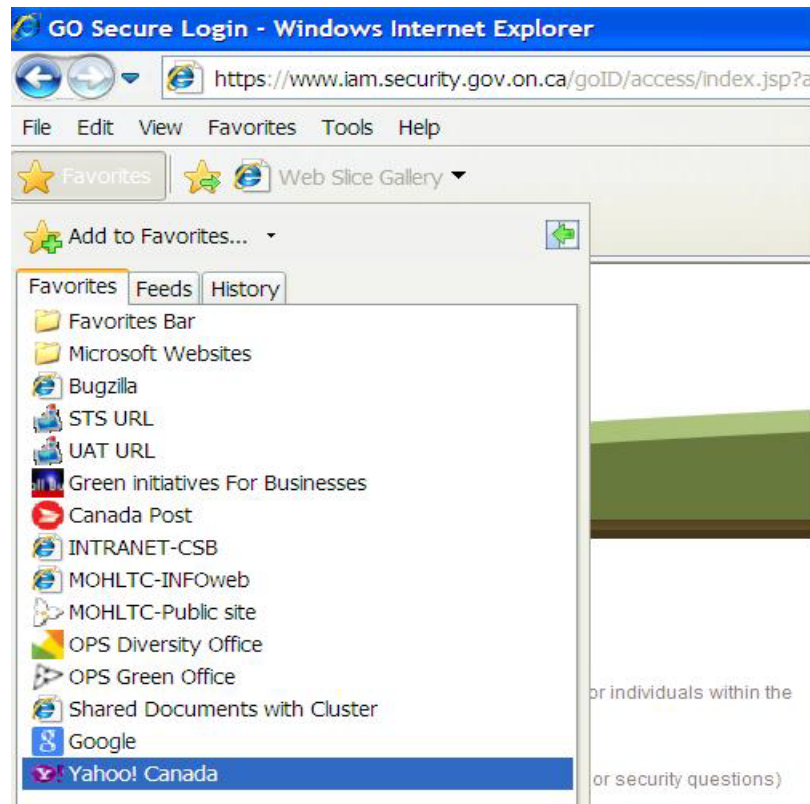 GO Secure Login - Windows Internet Explorer
https://www.iam.security.gov.on.ca/goID/access/index.jsp?a
File Edit View Favorites Tools Help
Favorites Web Slice Gallery
Add to Favorites...
Favorites Feeds History
Favorites Bar
Microsoft Websites
Bugzilla
STS URL
UAT URL
Green initiatives For Businesses
Canada Post
INTRANET-CSB
MOHLTC-INFOweb
MOHLTC-Public site
OPS Diversity Office
OPS Green Office
Shared Documents with Cluster
Google
Yahoo! Canada
or individuals within the
or security questions)